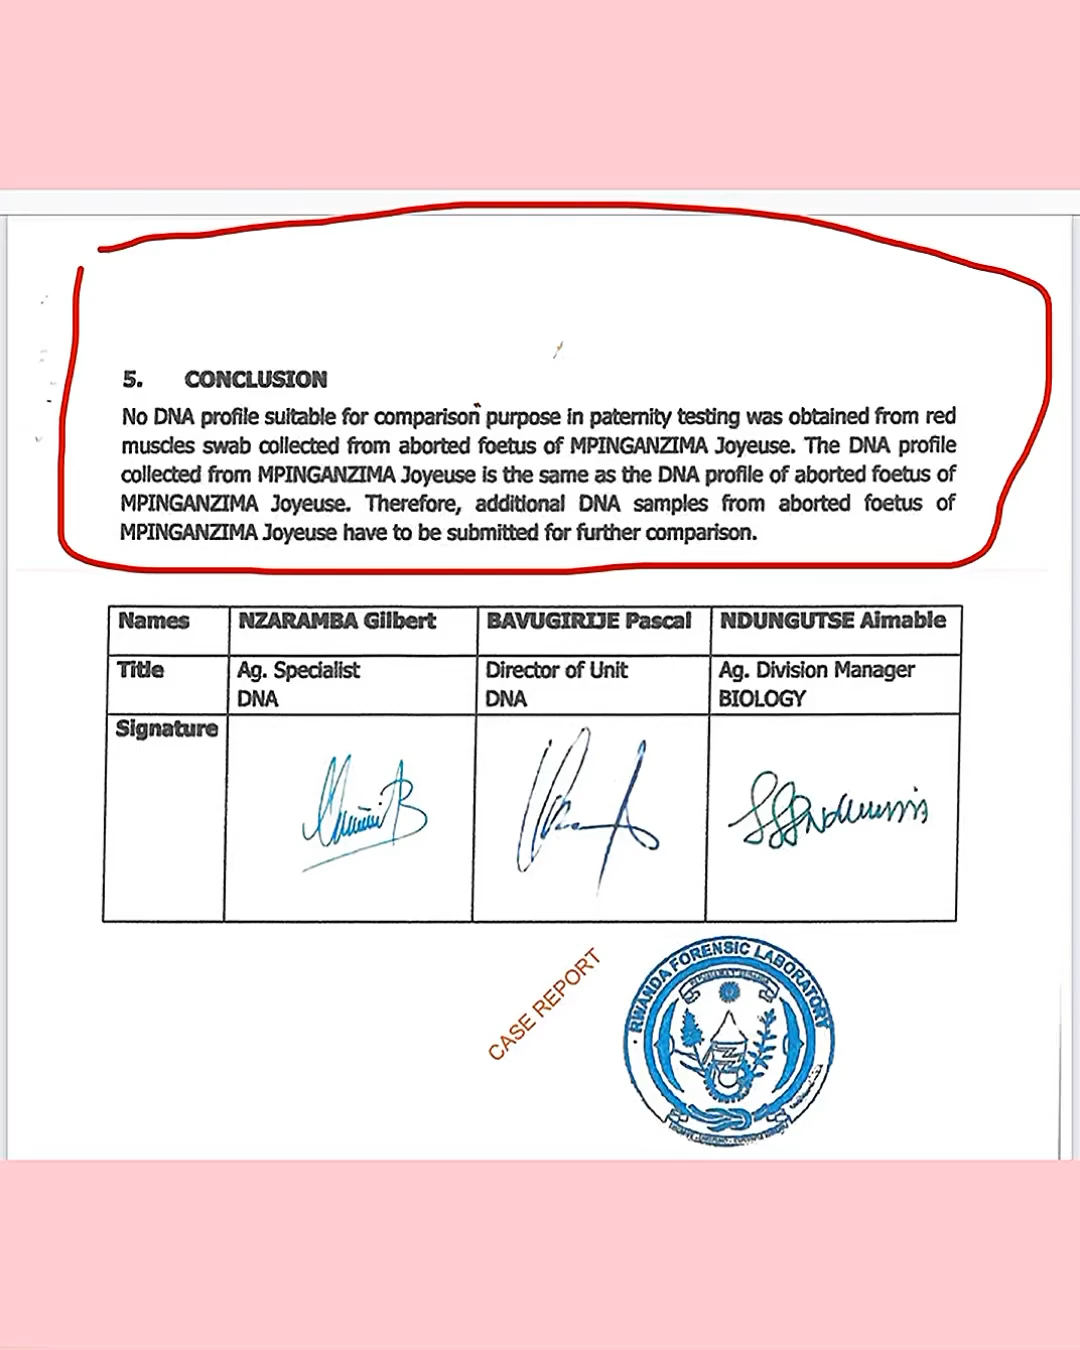 5. CONCLUSION
No DNA profile suitable for comparison purpose in paternity testing was obtained from red
muscles swab collected from aborted foetus of MPINGANZIMA Joyeuse. The DNA profile
collected from MPINGANZIMA Joyeuse is the same as the DNA profile of aborted foetus of
MPINGANZIMA Joyeuse. Therefore, additional DNA samples from aborted foetus of
MPINGANZIMA Joyeuse have to be submitted for further comparison.
Names NZARAMBA Gilbert BAVUGIRIJE Pascal NDUNGUTSE Aimable
Title Ag. Specialist Director of Unit Ag. Division Manager
DNA DNA BIOLOGY
Signature
CASE REPORT
RWANDA FORENSIC LABORATORY